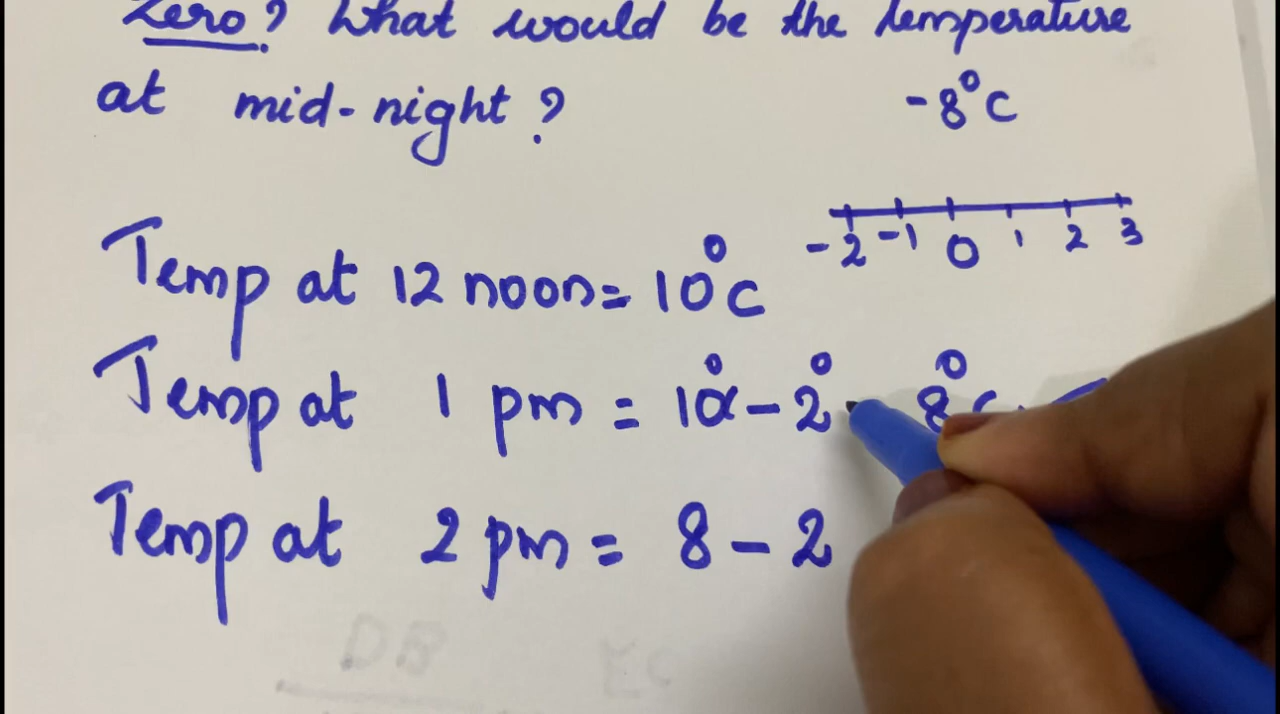 Zero? What would be the temperature
at mid-night?
-8°C
-2 -1 0 1 2 3
Temp at 12 noon = 10°C
Temp at 1 pm = 10° - 2° 8°C
Temp at 2 pm = 8 - 2